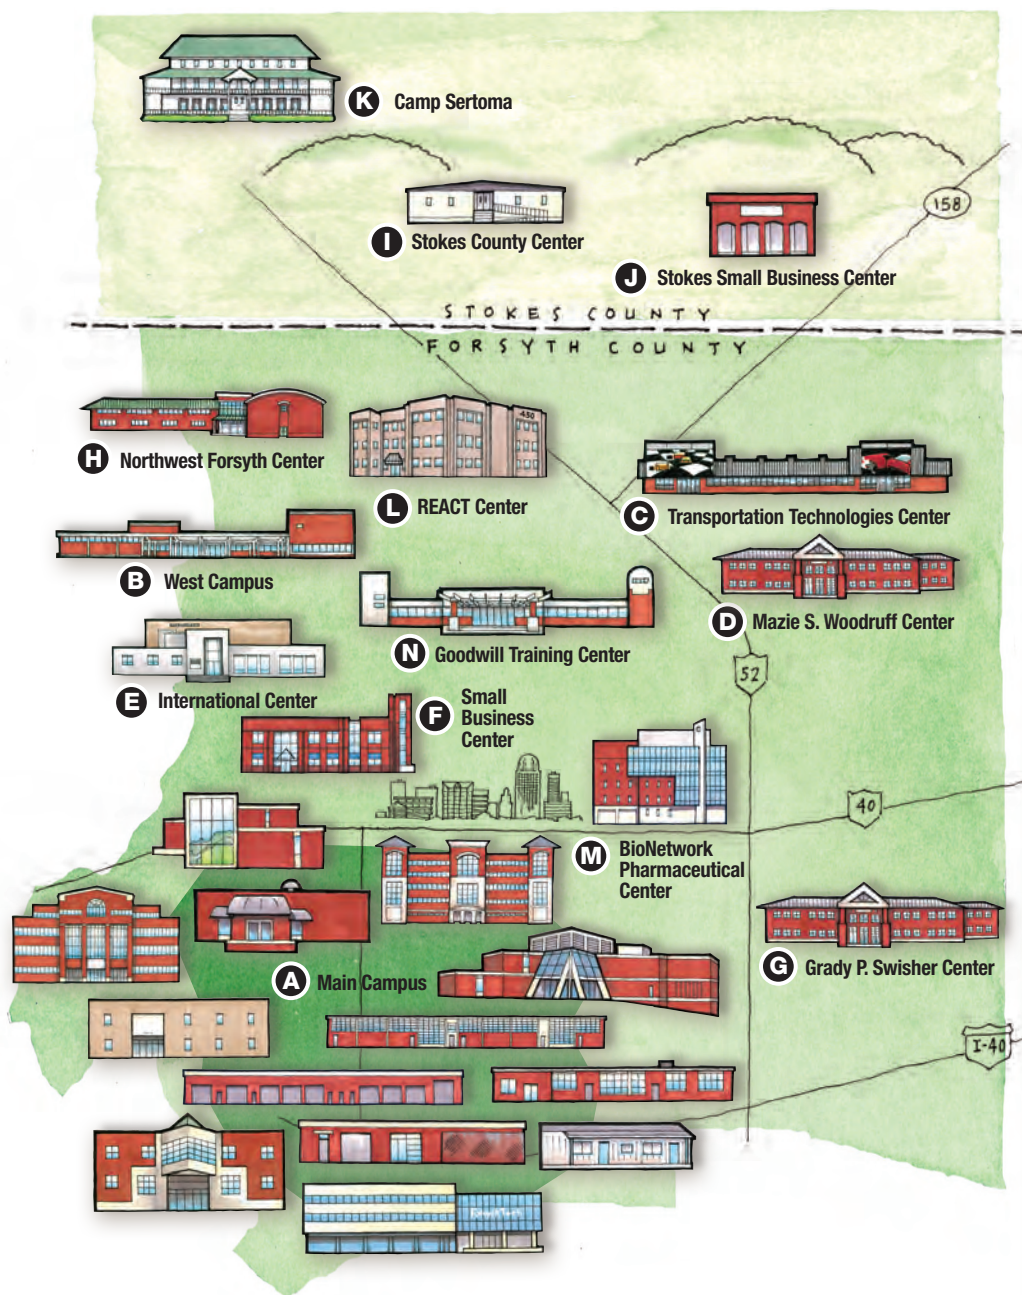 K Camp Sertoma
158
I Stokes County Center
J Stokes Small Business Center
STOKES COUNTY
FORSYTH COUNTY
450
H Northwest Forsyth Center
L REACT Center
C Transportation Technologies Center
B West Campus
D Mazie S. Woodruff Center
N Goodwill Training Center
52
E International Center
F Small
Business
Center
40
M BioNetwork
Pharmaceutical
Center
G Grady P. Swisher Center
A Main Campus
I-40